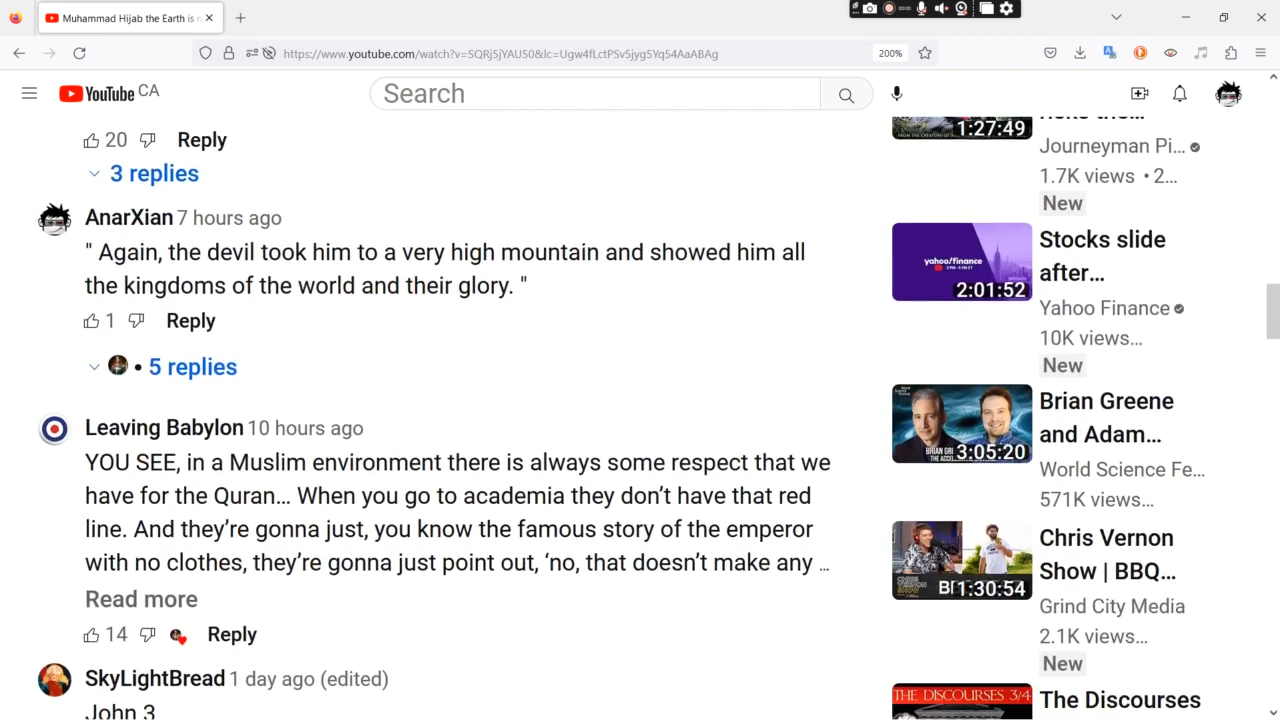 Muhammad Hijab the Earth is
00:00
https://www.youtube.com/watch?v=SQRj5jYAU50&lc=Ugw4fLctPSv5jyg5Yq54AaABAg
200%
YouTube CA
Search
20 Reply
3 replies
AnarXian 7 hours ago
" Again, the devil took him to a very high mountain and showed him all
the kingdoms of the world and their glory. "
1 Reply
• 5 replies
Leaving Babylon 10 hours ago
YOU SEE, in a Muslim environment there is always some respect that we
have for the Quran… When you go to academia they don’t have that red
line. And they’re gonna just, you know the famous story of the emperor
with no clothes, they’re gonna just point out, ‘no, that doesn’t make any ...
Read more
14 Reply
SkyLightBread 1 day ago (edited)
John 3
1:27:49
Journeyman Pi...
1.7K views • 2...
New
yahoo/finance
2:01:52
Stocks slide
after...
Yahoo Finance
10K views...
New
BRIAN GRE
3:05:20
Brian Greene
and Adam...
World Science Fe...
571K views...
CHRIS
VERNON
SHOW
1:30:54
Chris Vernon
Show | BBQ...
Grind City Media
2.1K views...
New
THE DISCOURSES 3/4
The Discourses